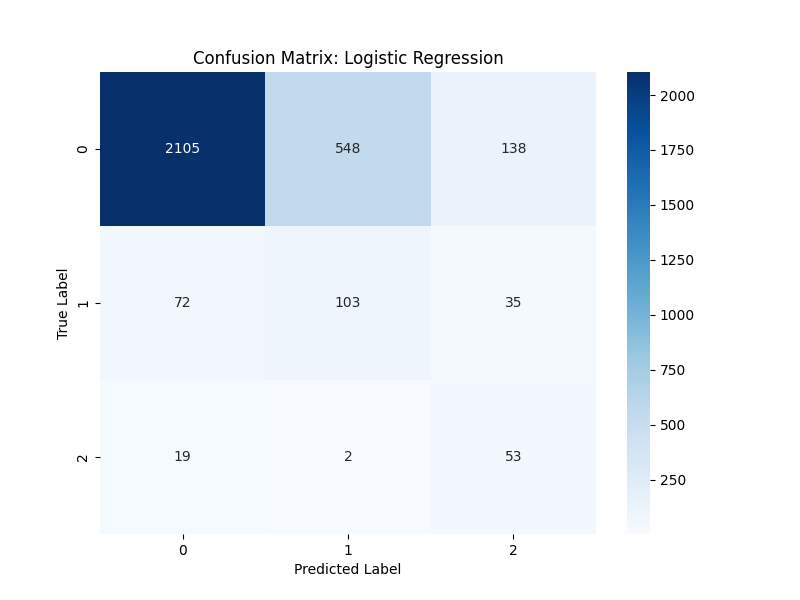 Confusion Matrix: Logistic Regression
True Label
0
2105 548 138
1
72 103 35
2
19 2 53
0 1 2
Predicted Label
2000
1750
1500
1250
1000
750
500
250